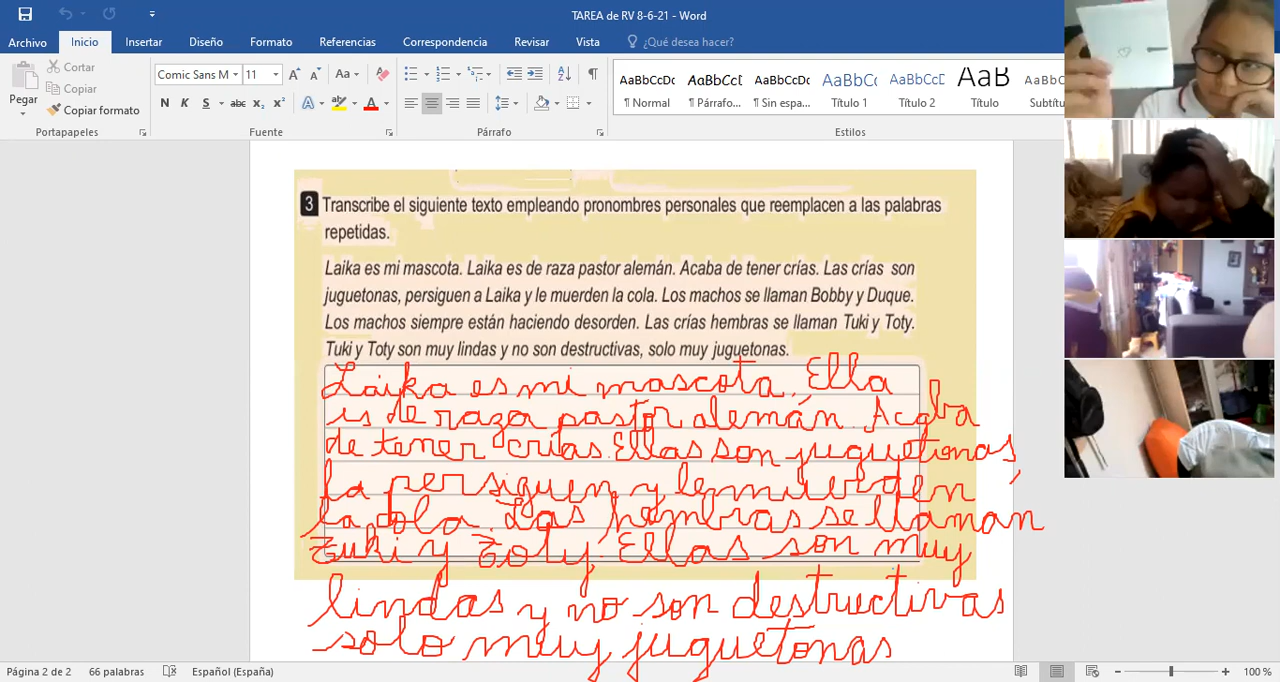 TAREA de RV 8-6-21 - Word
Archivo Inicio Insertar Diseño Formato Referencias Correspondencia Revisar Vista ¿Qué desea hacer?
Pegar
Cortar
Copiar
Copiar formato
Portapapeles
Comic Sans M 11
N K S abc x₂ x²
Fuente
Párrafo
AaBbCcDc AaBbCcD AaBbCcDc AaBbCc AaBbCcD AaB AaBbCcD
¶ Normal ¶ Párrafo... ¶ Sin espa... Título 1 Título 2 Título Subtítu
Estilos
3 Transcribe el siguiente texto empleando pronombres personales que reemplacen a las palabras
repetidas.
Laika es mi mascota. Laika es de raza pastor alemán. Acaba de tener crías. Las crías son
juguetonas, persiguen a Laika y le muerden la cola. Los machos se llaman Bobby y Duque.
Los machos siempre están haciendo desorden. Las crías hembras se llaman Tuki y Toty.
Tuki y Toty son muy lindas y no son destructivas, solo muy juguetonas.
Laika es mi mascota. Ella
es de raza pastor alemán. Acaba
de tener crías. Ellas son juguetonas,
la persiguen y le muerden
la cola. Las hembras se llaman
Tuki y Toty. Ellas son muy
lindas y no son destructivas
solo muy juguetonas
Página 2 de 2 66 palabras Español (España) 100 %